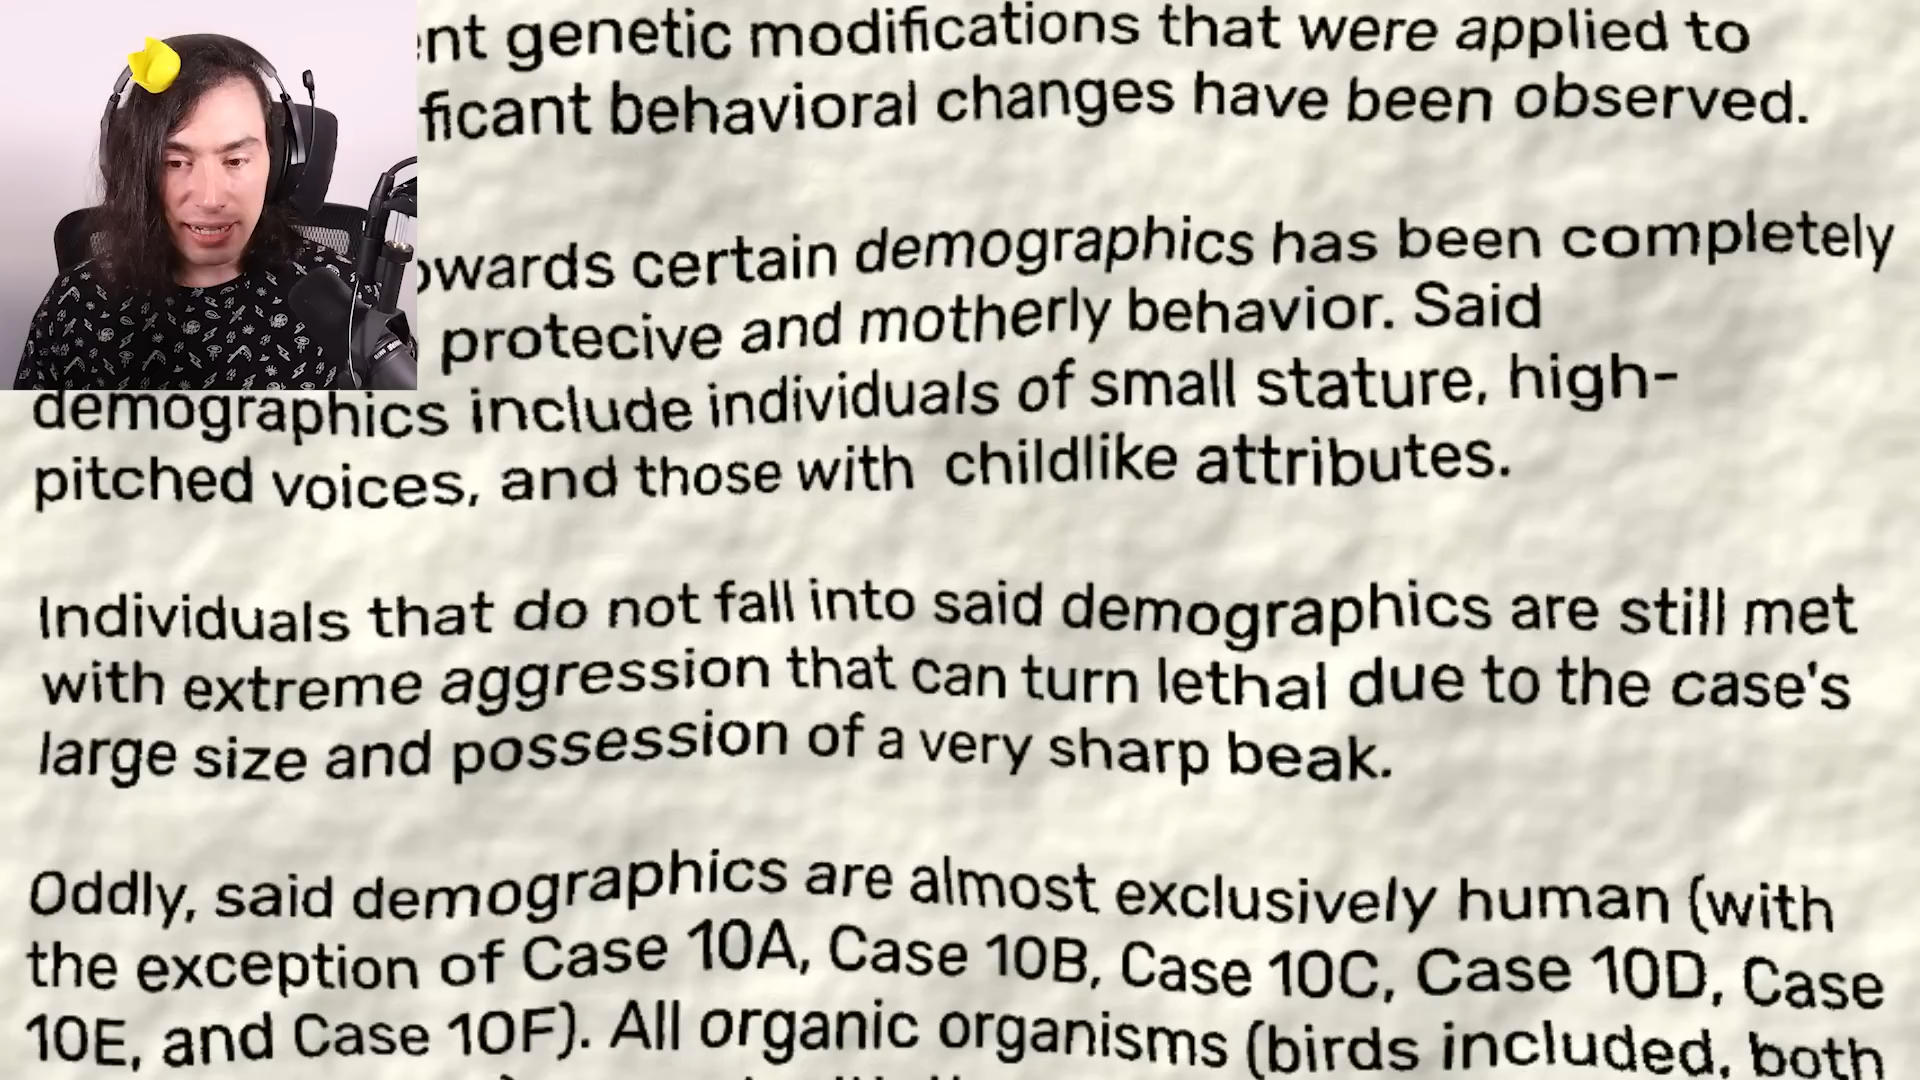 genetic modifications that were applied to
behavioral changes have been observed.
certain demographics has been completely
protecive and motherly behavior. Said
demographics include individuals of small stature, high-
pitched voices, and those with childlike attributes.
Individuals that do not fall into said demographics are still met
with extreme aggression that can turn lethal due to the case's
large size and possession of a very sharp beak.
Oddly, said demographics are almost exclusively human (with
the exception of Case 10A, Case 10B, Case 10C, Case 10D, Case
10E, and Case 10F). All organic organisms (birds included, both